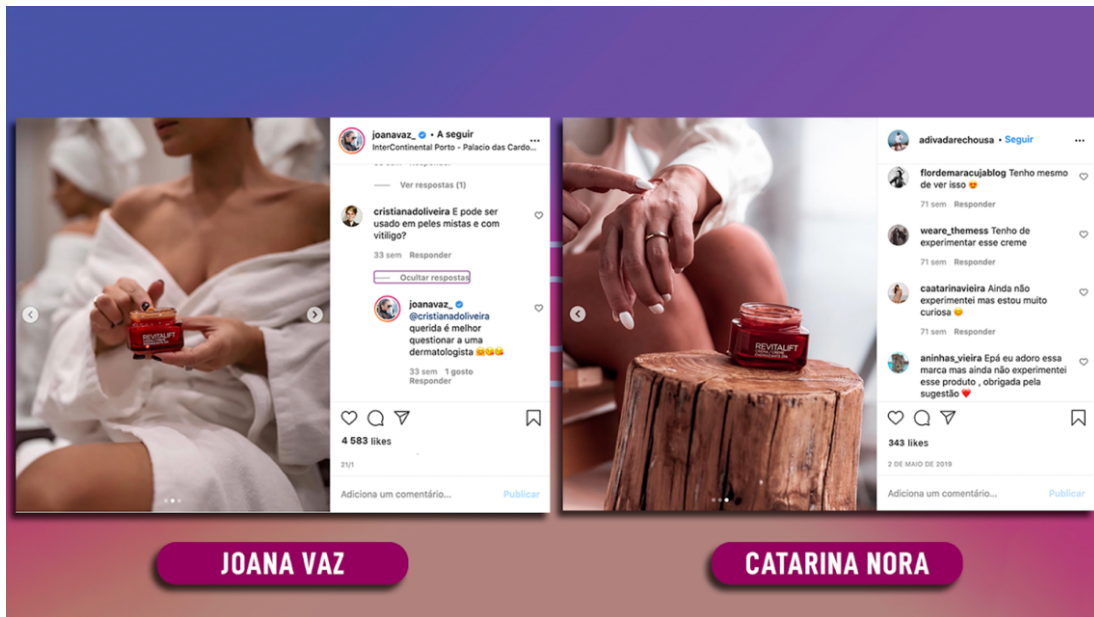 joanavaz_ • A seguir
InterContinental Porto - Palacio das Cardo...
Ver respostas (1)
cristianadoliveira E pode ser
usado em peles mistas e com
vitiligo?
33 sem Responder
Ocultar respostas
joanavaz_
@cristianadoliveira
querida é melhor
questionar a uma
dermatologista 🤗😘😘
33 sem 1 gosto
Responder
4 583 likes
21/1
Adiciona um comentário... Publicar
REVITALIFT
JOANA VAZ
adivadarechousa • Seguir
flordemaracujablog Tenho mesmo
de ver isso 😍
71 sem Responder
weare_themess Tenho de
experimentar esse creme
71 sem Responder
caatarinavieira Ainda não
experimentei mas estou muito
curiosa 😊
71 sem Responder
aninhas_vieira Epá eu adoro essa
marca mas ainda não experimentei
esse produto , obrigada pela
sugestão ❤️
343 likes
2 DE MAIO DE 2019
Adiciona um comentário... Publicar
REVITALIFT
CATARINA NORA